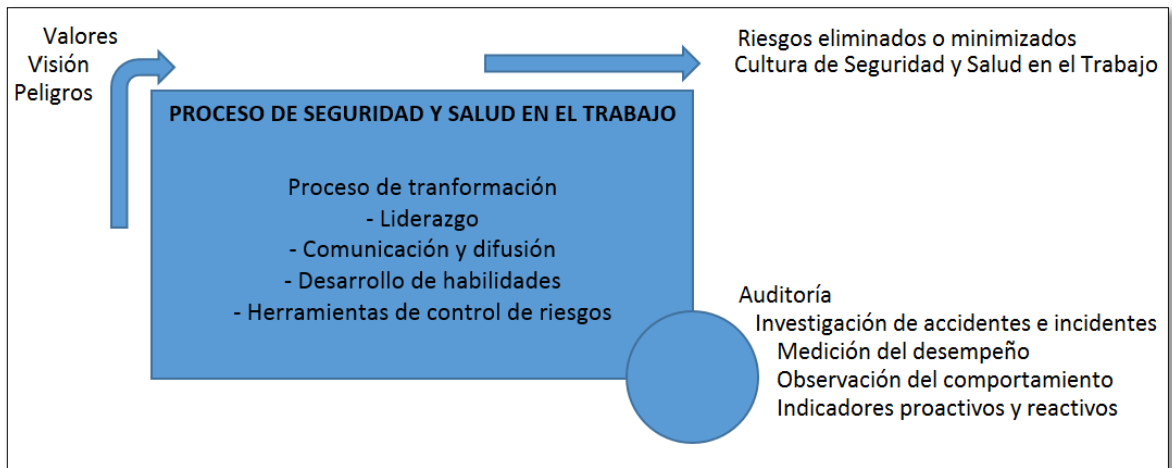 Valores
Visión
Peligros
Riesgos eliminados o minimizados
Cultura de Seguridad y Salud en el Trabajo
PROCESO DE SEGURIDAD Y SALUD EN EL TRABAJO
Proceso de tranformación
- Liderazgo
- Comunicación y difusión
- Desarrollo de habilidades
- Herramientas de control de riesgos
Auditoría
Investigación de accidentes e incidentes
Medición del desempeño
Observación del comportamiento
Indicadores proactivos y reactivos